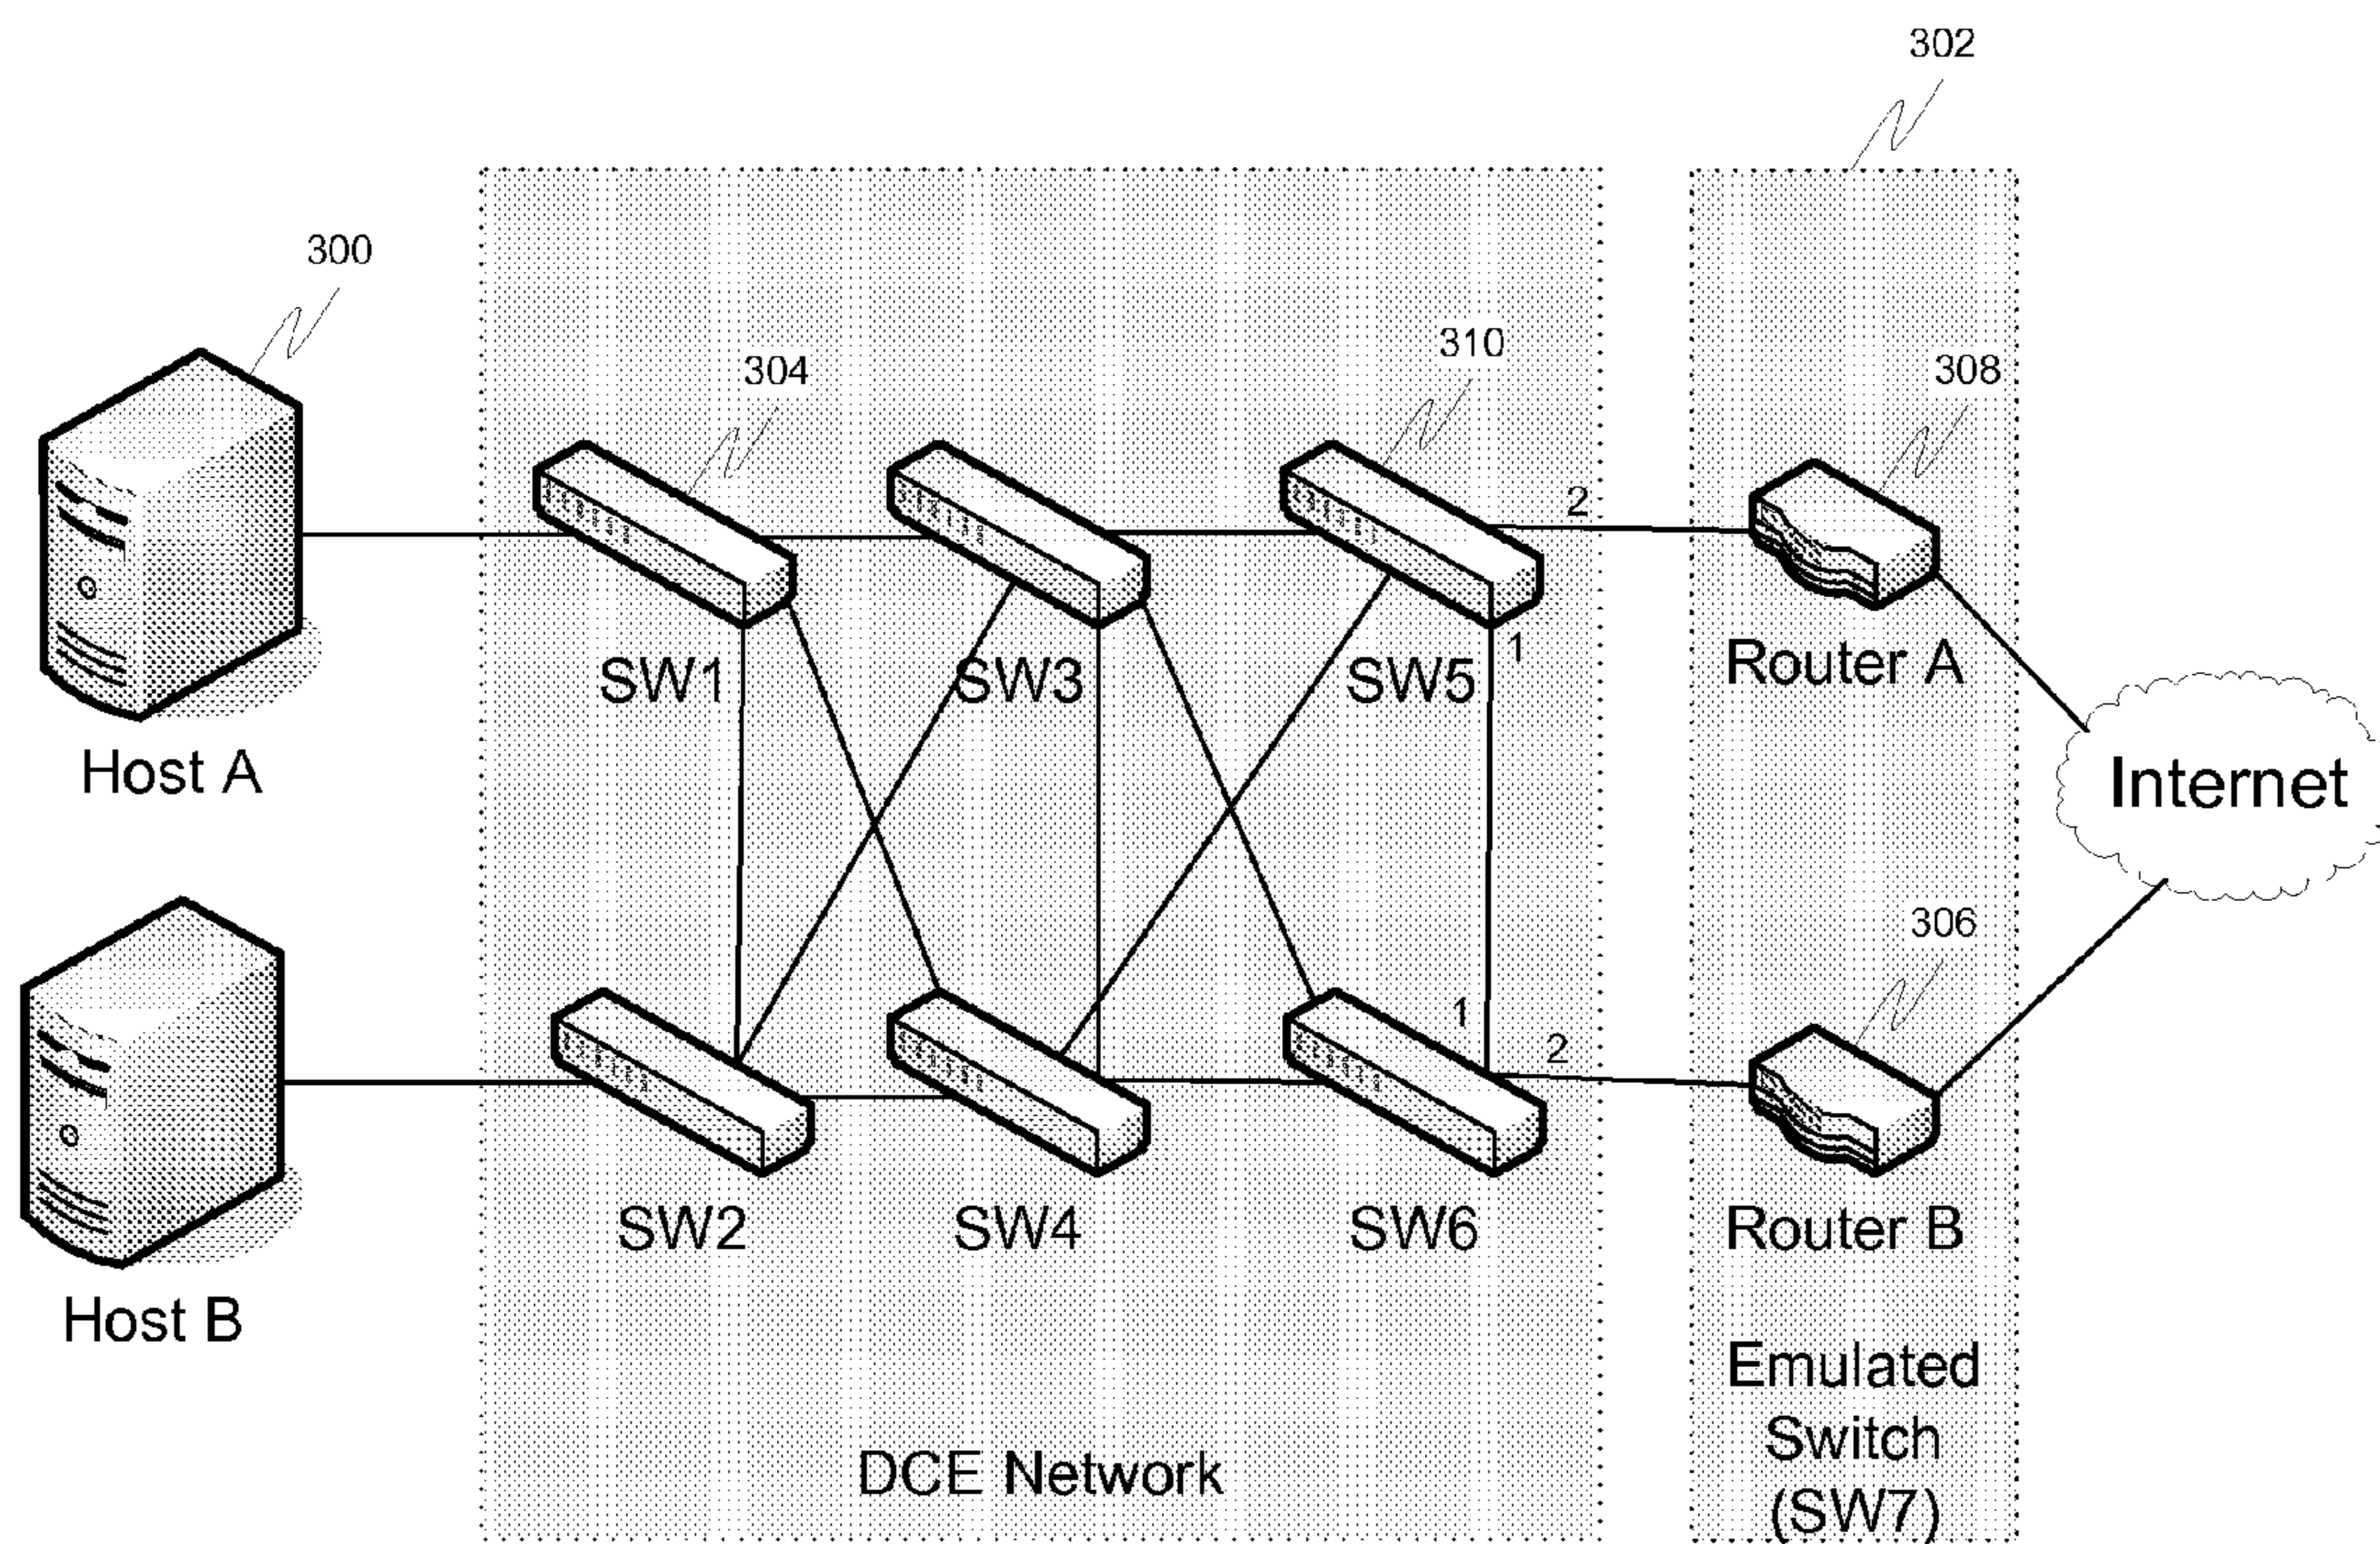 302
300
310
304
308
2
1
SW1
SW3
SW5
Router A
Host A
Internet
306
1
2
SW2
SW4
SW6
Router B
Host B
Emulated
Switch
(SW7)
DCE Network